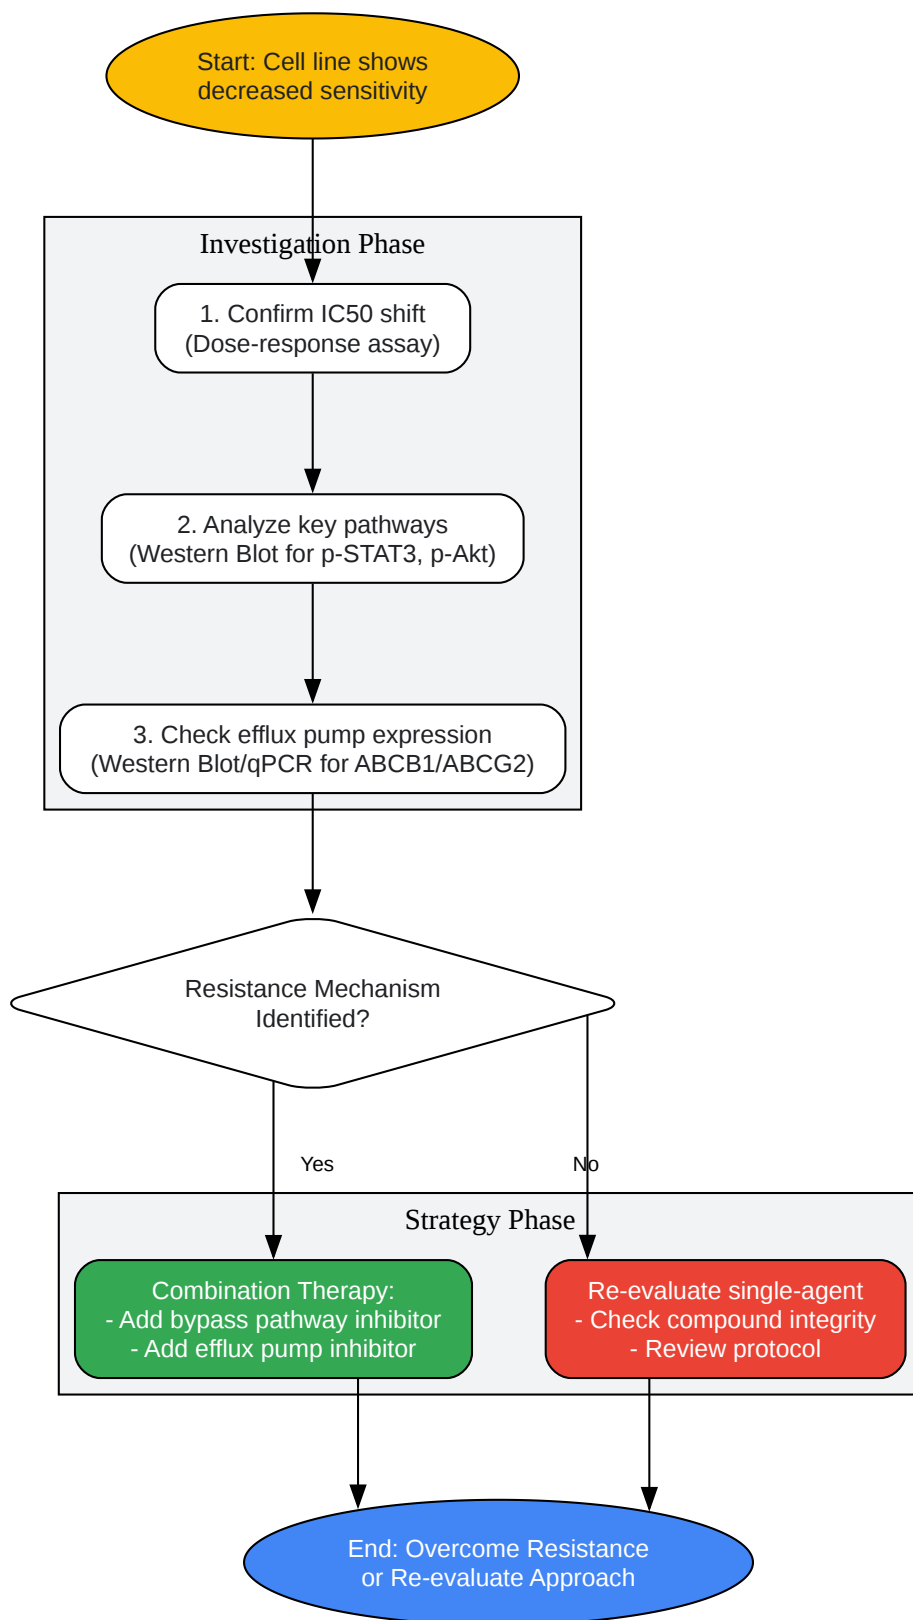 Start: Cell line shows
decreased sensitivity
Investigation Phase
1. Confirm IC50 shift
(Dose-response assay)
2. Analyze key pathways
(Western Blot for p-STAT3, p-Akt)
3. Check efflux pump expression
(Western Blot/qPCR for ABCB1/ABCG2)
Resistance Mechanism
Identified?
Yes
No
Strategy Phase
Combination Therapy:
- Add bypass pathway inhibitor
- Add efflux pump inhibitor
Re-evaluate single-agent
- Check compound integrity
- Review protocol
End: Overcome Resistance
or Re-evaluate Approach